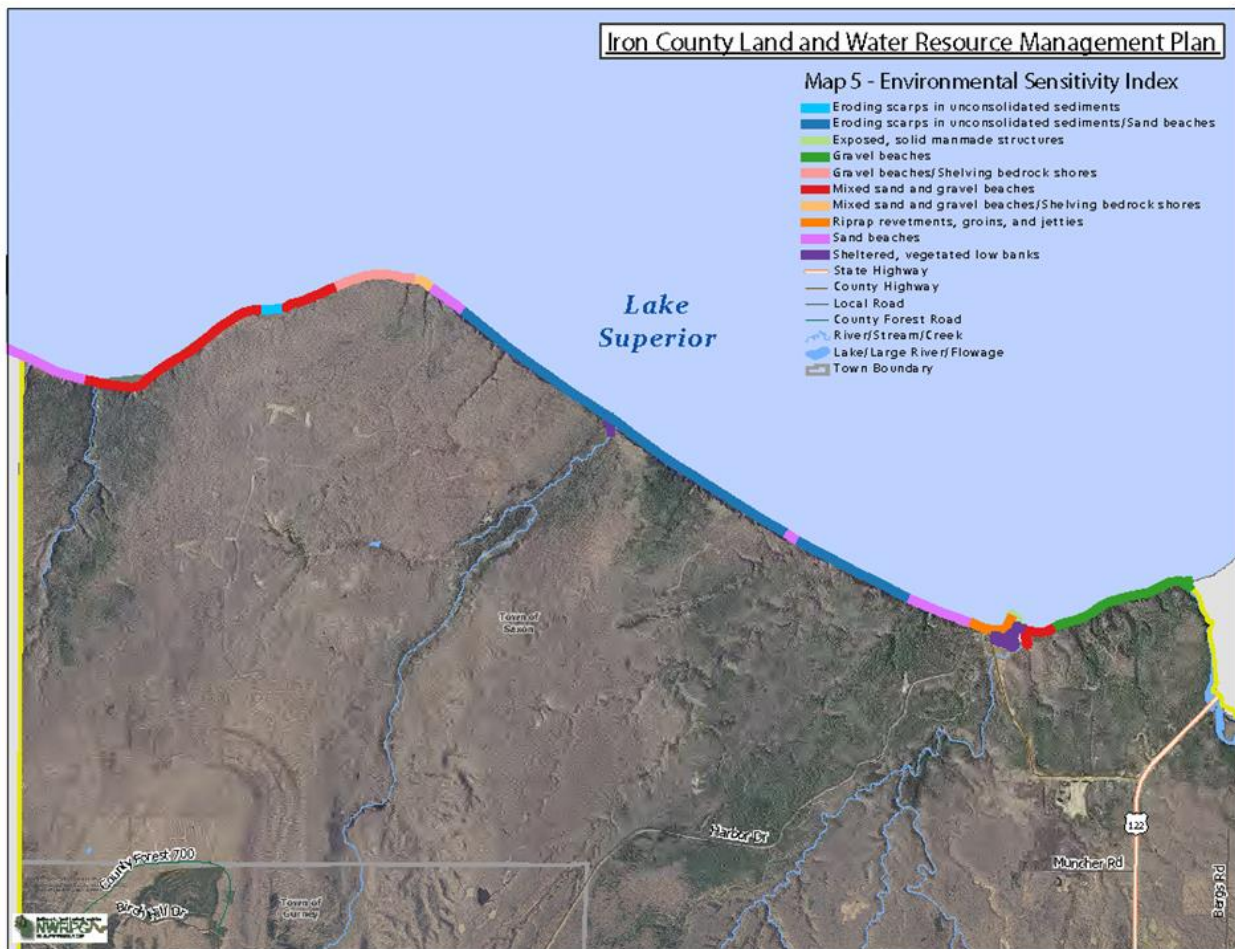 Iron County Land and Water Resource Management Plan
Map 5 - Environmental Sensitivity Index
Eroding scarps in unconsolidated sediments
Eroding scarps in unconsolidated sediments/Sand beaches
Exposed, solid manmade structures
Gravel beaches
Gravel beaches/Shelving bedrock shores
Mixed sand and gravel beaches
Mixed sand and gravel beaches/Shelving bedrock shores
Riprap revetments, groins, and jetties
Sand beaches
Sheltered, vegetated low banks
State Highway
County Highway
Local Road
County Forest Road
River/Stream/Creek
Lake/Large River/Flowage
Town Boundary
Lake
Superior
Town of
Saxon
Harbor Dr
122
Muncher Rd
Bergs Rd
County Forest 700
Birch Hill Dr
Town of
Gurney